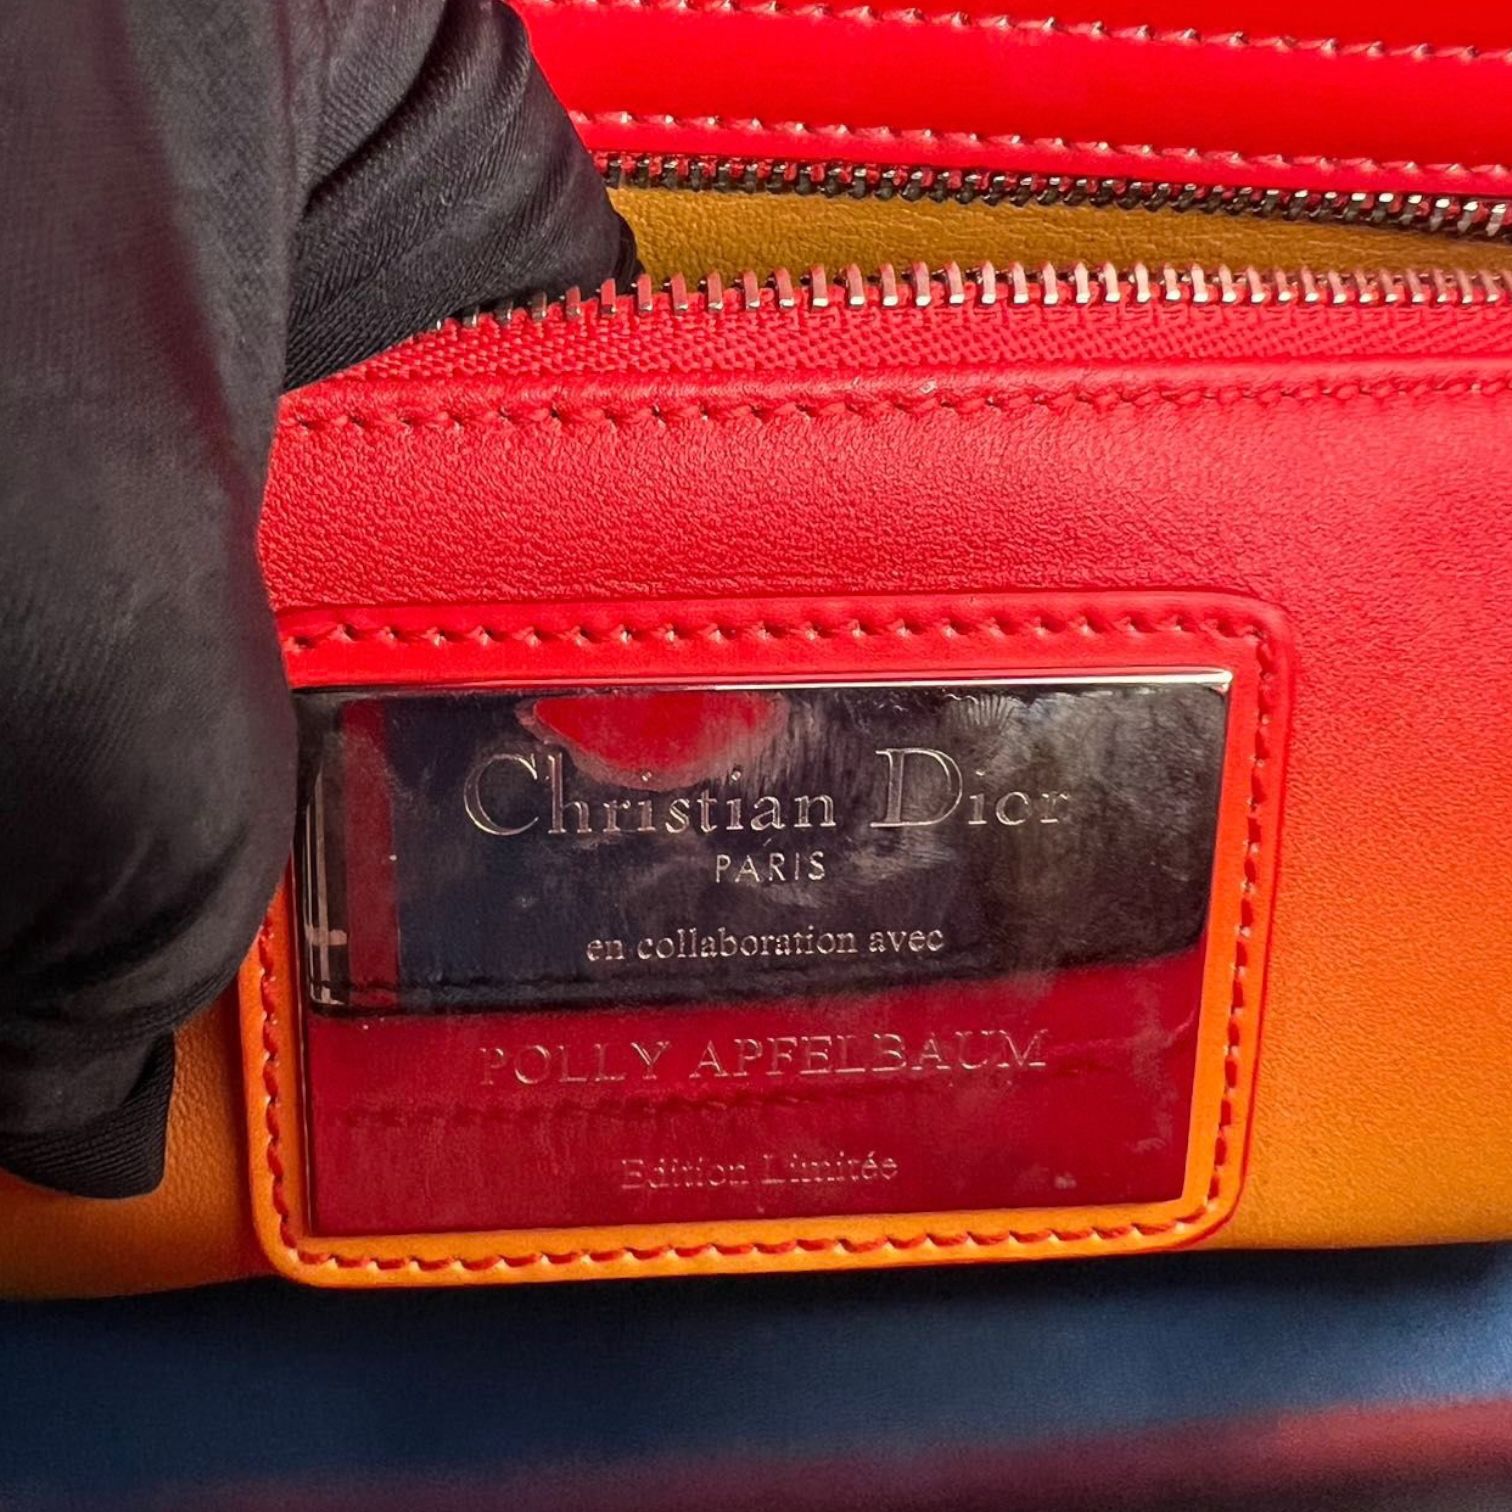 Christian Dior
PARIS
en collaboration avec
POLLY APFELBAUM
Edition Limitée